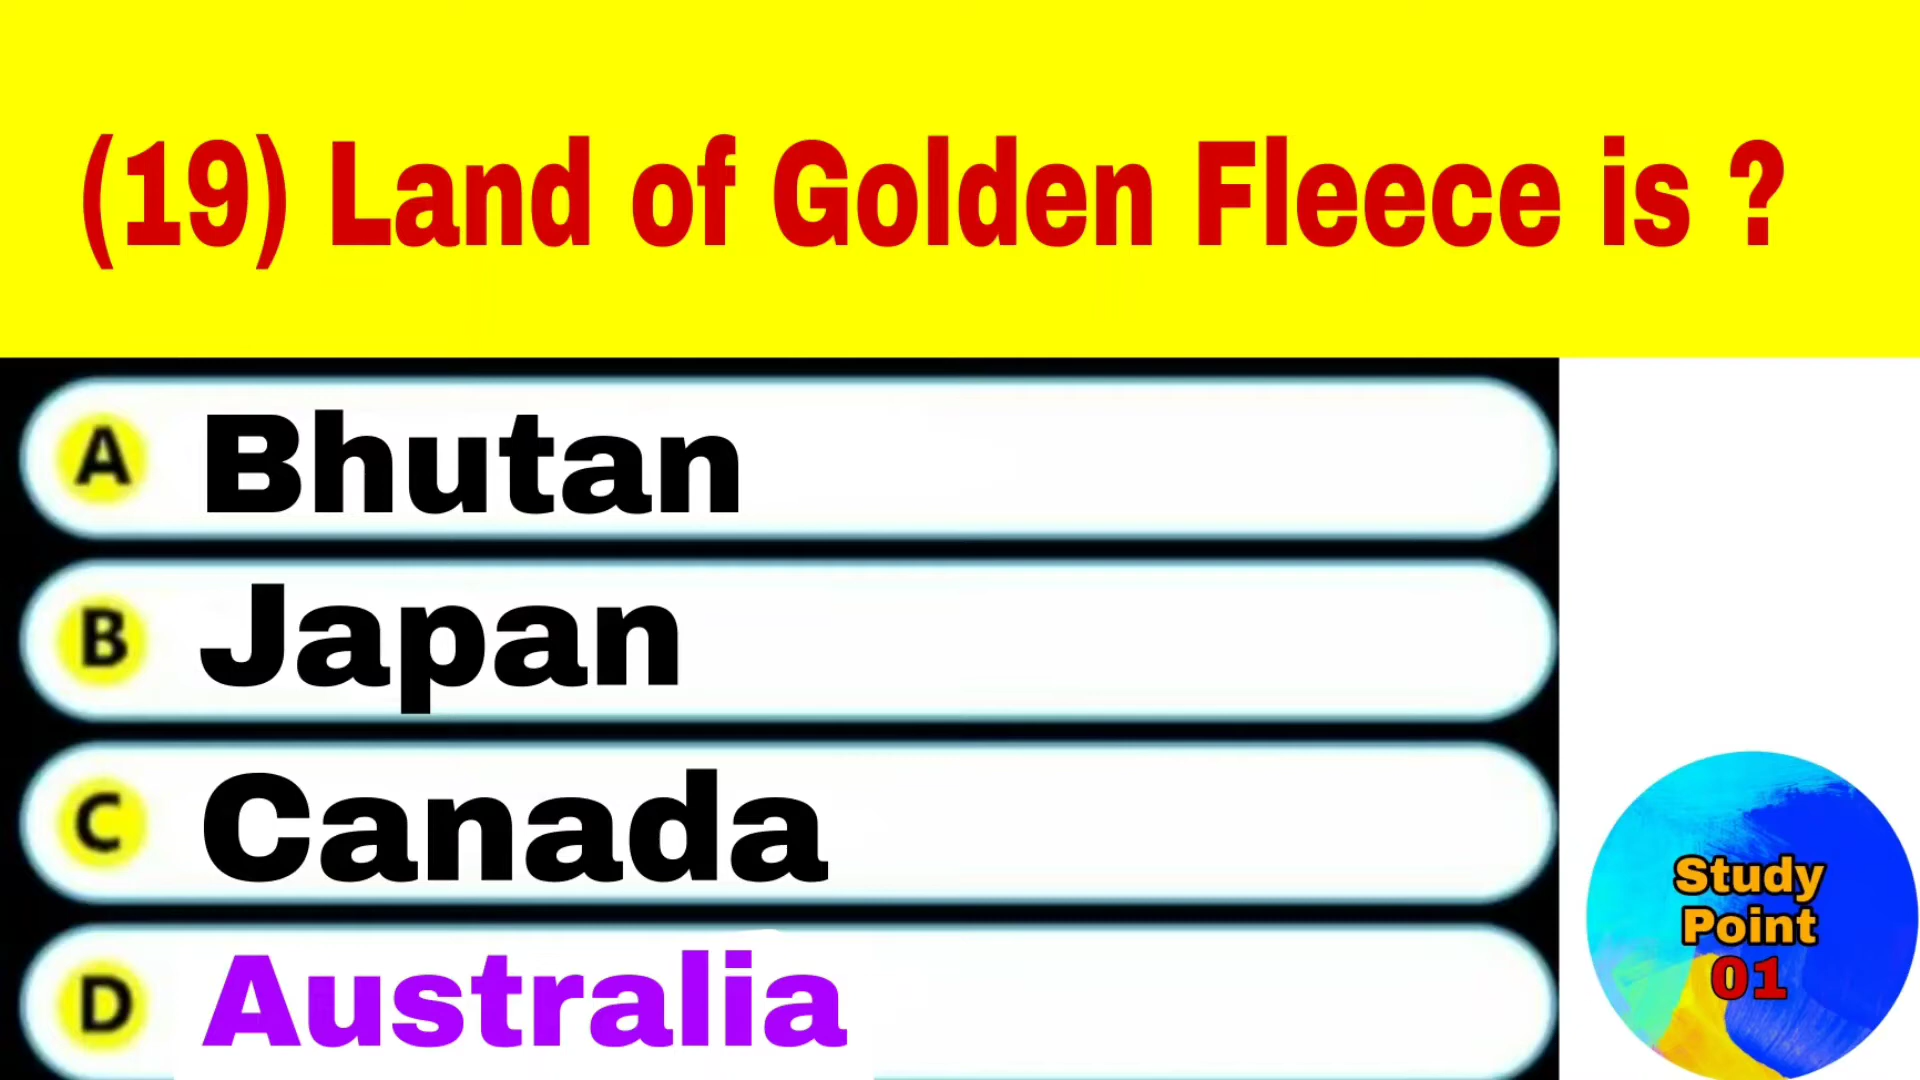 (19) Land of Golden Fleece is ?
A Bhutan
B Japan
C Canada
D Australia
Study
Point
01